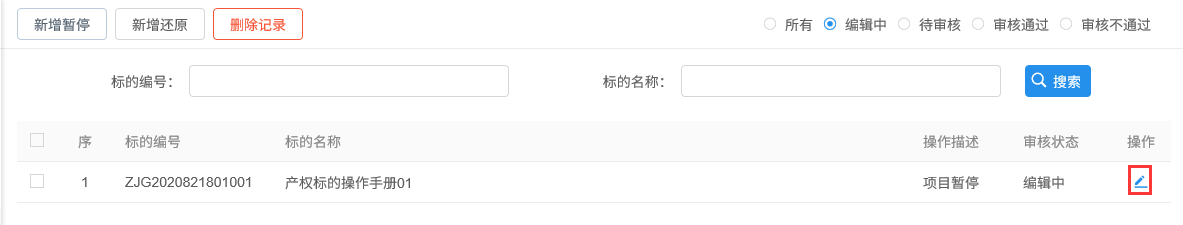 新增暂停 新增还原 删除记录 所有 编辑中 待审核 审核通过 审核不通过
标的编号： 标的名称： 搜索
序 标的编号 标的名称 操作描述 审核状态 操作
1 ZJG2020821801001 产权标的操作手册01 项目暂停 编辑中